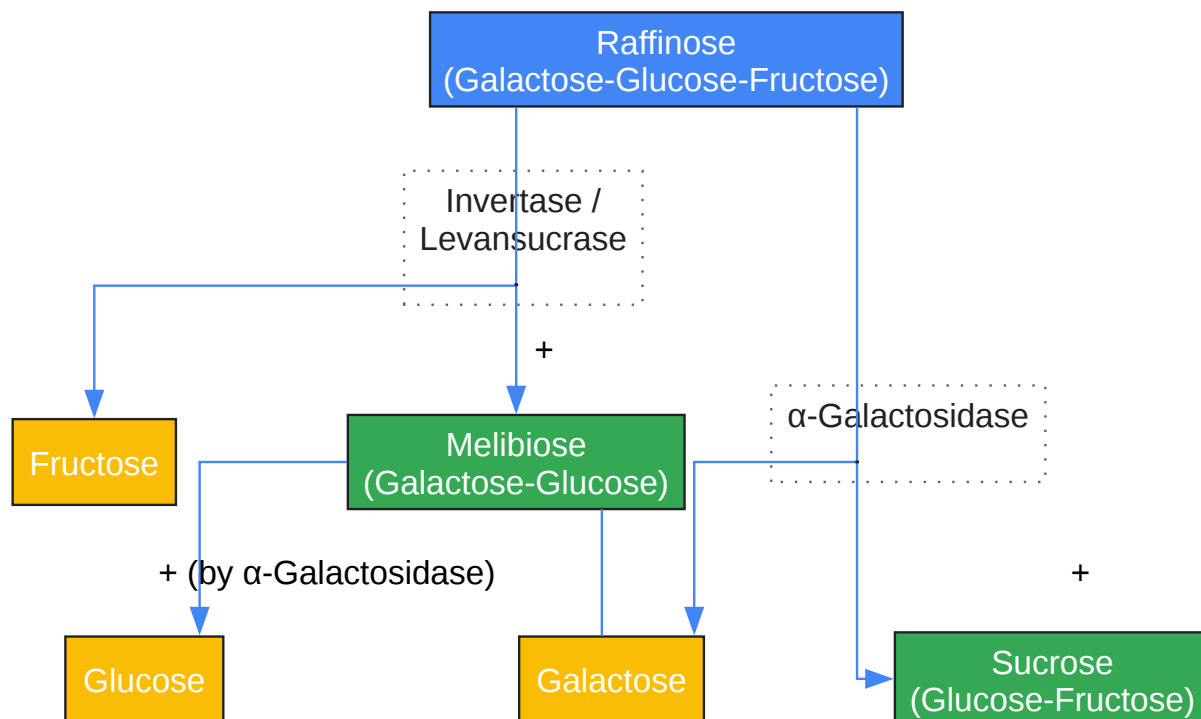 Raffinose
(Galactose-Glucose-Fructose)
Invertase /
Levansucrase
+
α-Galactosidase
Fructose
Melibiose
(Galactose-Glucose)
+ (by α-Galactosidase)
+
Glucose
Galactose
Sucrose
(Glucose-Fructose)